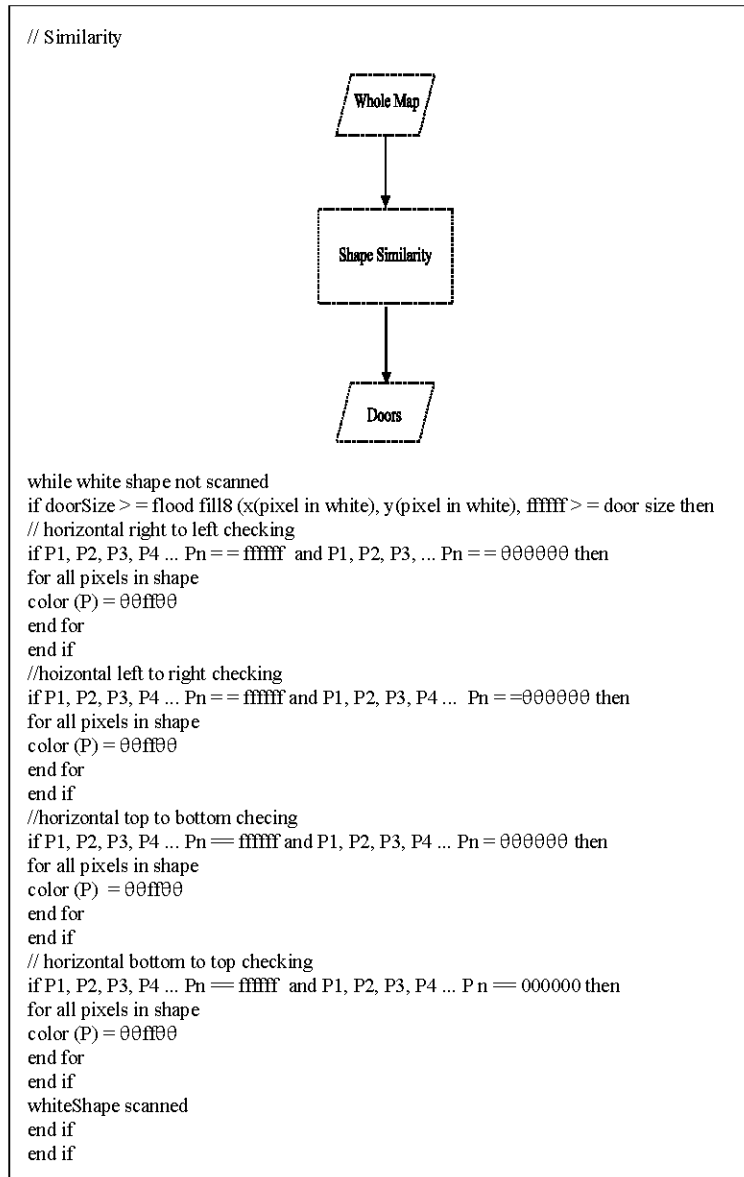 // Similarity
Whole Map
Shape Similarity
Doors
while white shape not scanned
if doorSize > = flood fill8 (x(pixel in white), y(pixel in white), ffffff > = door size then
// horizontal right to left checking
if P1, P2, P3, P4 ... Pn = = ffffff and P1, P2, P3, ... Pn = = θθθθθθ then
for all pixels in shape
color (P) = θθffθθ
end for
end if
//hoizontal left to right checking
if P1, P2, P3, P4 ... Pn = = ffffff and P1, P2, P3, P4 ... Pn = =θθθθθθ then
for all pixels in shape
color (P) = θθffθθ
end for
end if
//horizontal top to bottom checing
if P1, P2, P3, P4 ... Pn == ffffff and P1, P2, P3, P4 ... Pn = θθθθθθ then
for all pixels in shape
color (P) = θθffθθ
end for
end if
// horizontal bottom to top checking
if P1, P2, P3, P4 ... Pn == ffffff and P1, P2, P3, P4 ... P n == 000000 then
for all pixels in shape
color (P) = θθffθθ
end for
end if
whiteShape scanned
end if
end if